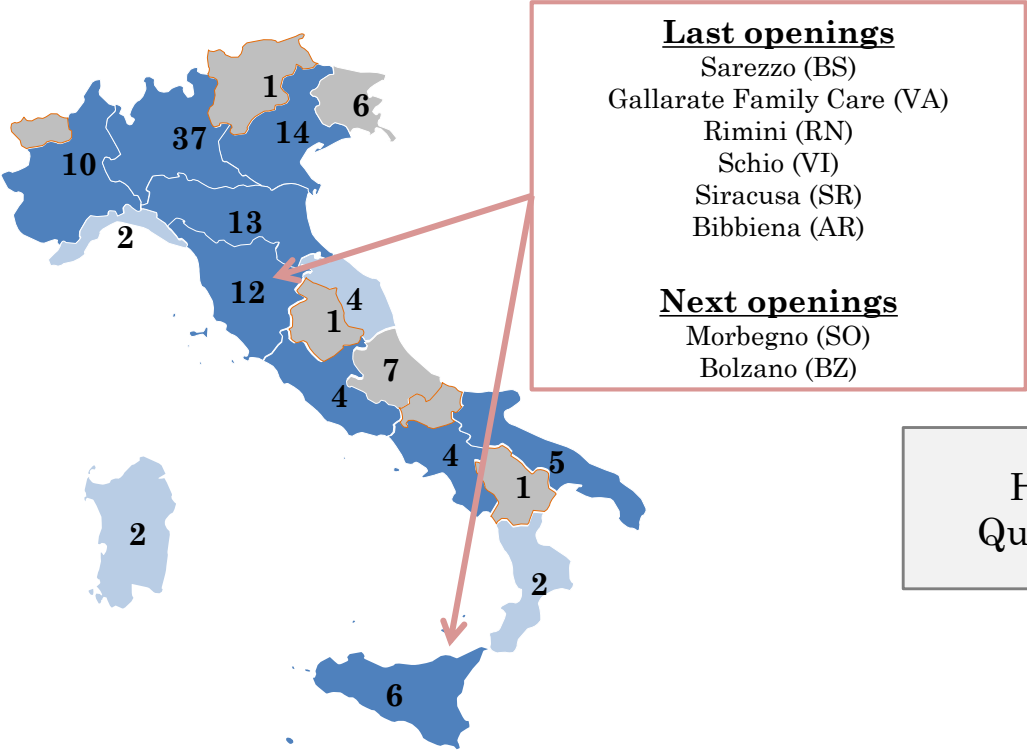 Last openings
Sarezzo (BS)
Gallarate Family Care (VA)
Rimini (RN)
Schio (VI)
Siracusa (SR)
Bibbiena (AR)
Next openings
Morbegno (SO)
Bolzano (BZ)
1
6
37
14
10
13
2
12
4
1
7
4
4
5
1
2
2
6